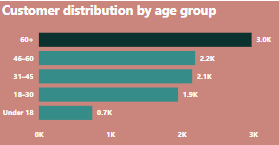 Customer distribution by age group
60+ 3.0K
46–60 2.2K
31–45 2.1K
18–30 1.9K
Under 18 0.7K
0K 1K 2K 3K